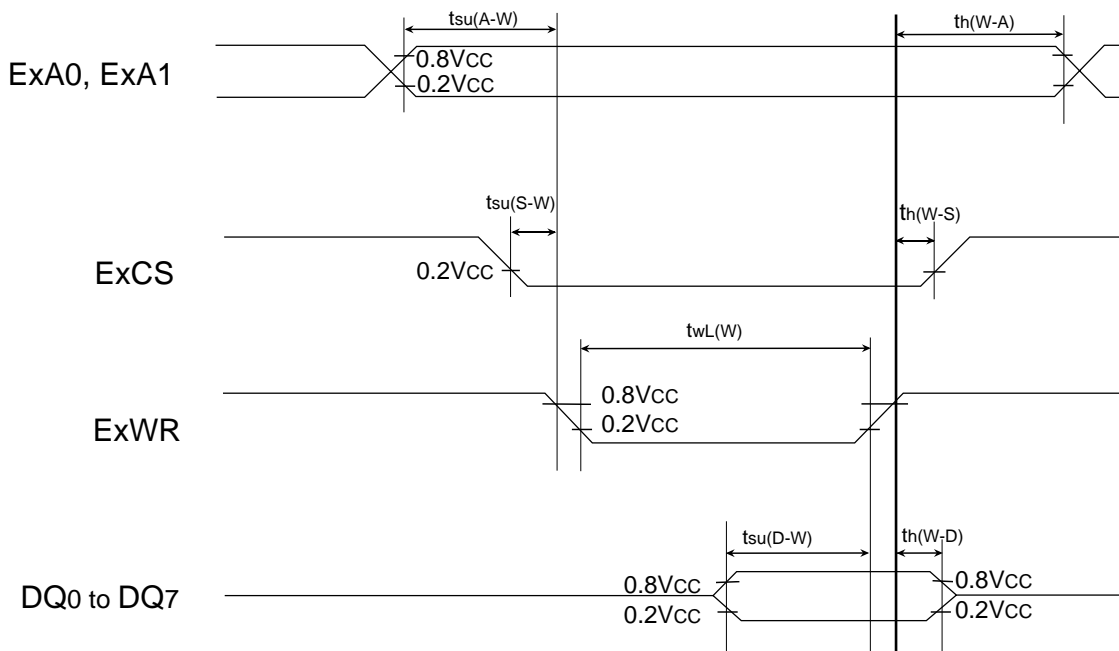 tsu(A-W)
th(W-A)
ExA0, ExA1
0.8VCC
0.2VCC
tsu(S-W)
th(W-S)
ExCS
0.2VCC
twL(W)
ExWR
0.8VCC
0.2VCC
tsu(D-W)
th(W-D)
DQ0 to DQ7
0.8VCC
0.2VCC
0.8VCC
0.2VCC